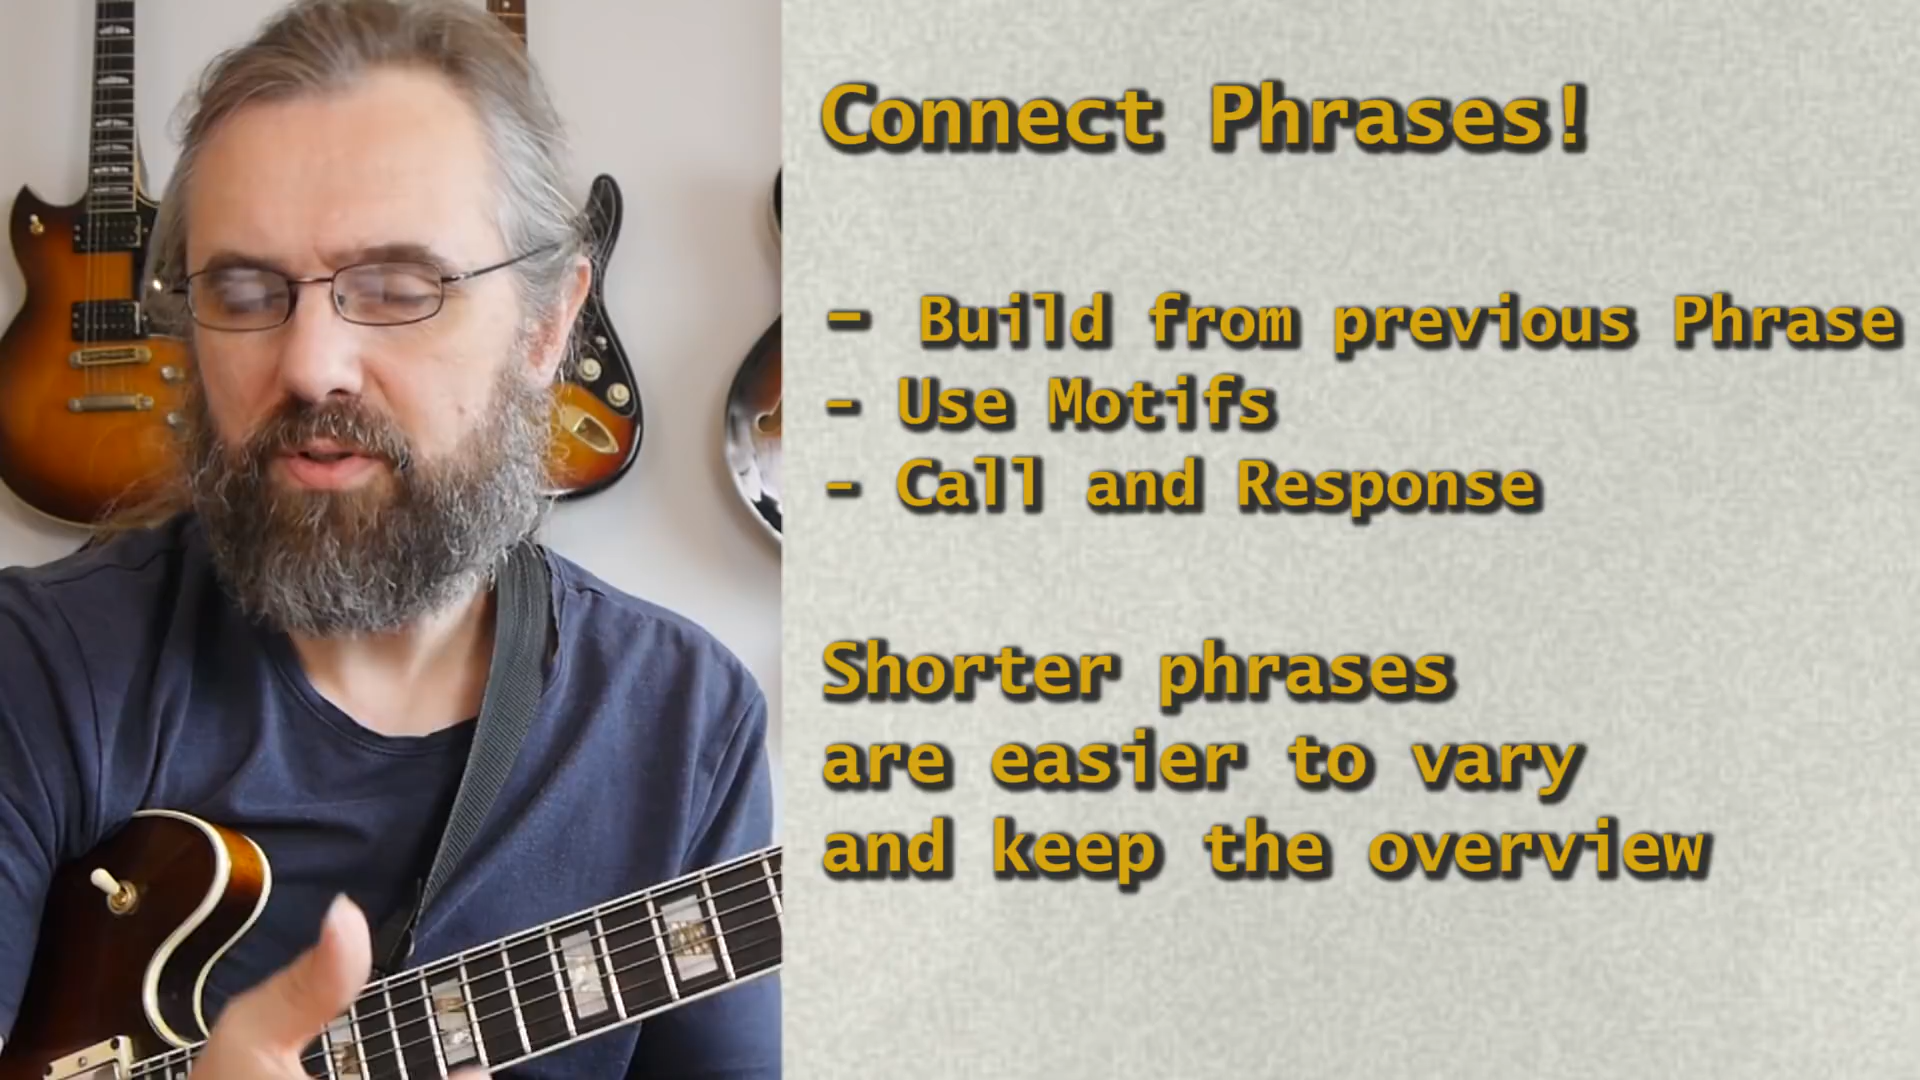 Connect Phrases!
- Build from previous Phrase
- Use Motifs
- Call and Response
Shorter phrases
are easier to vary
and keep the overview